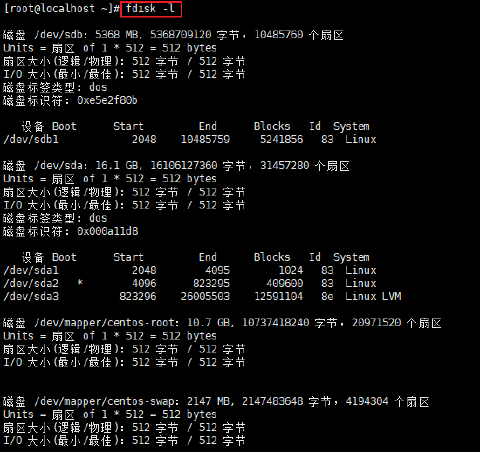 [root@localhost ~]# fdisk -l
磁盘 /dev/sdb: 5368 MB, 5368709120 字节, 10485760 个扇区
Units = 扇区 of 1 * 512 = 512 bytes
扇区大小(逻辑/物理): 512 字节 / 512 字节
I/O 大小(最小/最佳): 512 字节 / 512 字节
磁盘标签类型: dos
磁盘标识符: 0xe5e2f80b
设备 Boot Start End Blocks Id System
/dev/sdb1 2048 10485759 5241856 83 Linux
磁盘 /dev/sda: 16.1 GB, 16106127360 字节, 31457280 个扇区
Units = 扇区 of 1 * 512 = 512 bytes
扇区大小(逻辑/物理): 512 字节 / 512 字节
I/O 大小(最小/最佳): 512 字节 / 512 字节
磁盘标签类型: dos
磁盘标识符: 0x000a11d8
设备 Boot Start End Blocks Id System
/dev/sda1 2048 4095 1024 83 Linux
/dev/sda2 * 4096 823295 409600 83 Linux
/dev/sda3 823296 26005503 12591104 8e Linux LVM
磁盘 /dev/mapper/centos-root: 10.7 GB, 10737418240 字节, 20971520 个扇区
Units = 扇区 of 1 * 512 = 512 bytes
扇区大小(逻辑/物理): 512 字节 / 512 字节
I/O 大小(最小/最佳): 512 字节 / 512 字节
磁盘 /dev/mapper/centos-swap: 2147 MB, 2147483648 字节, 4194304 个扇区
Units = 扇区 of 1 * 512 = 512 bytes
扇区大小(逻辑/物理): 512 字节 / 512 字节
I/O 大小(最小/最佳): 512 字节 / 512 字节